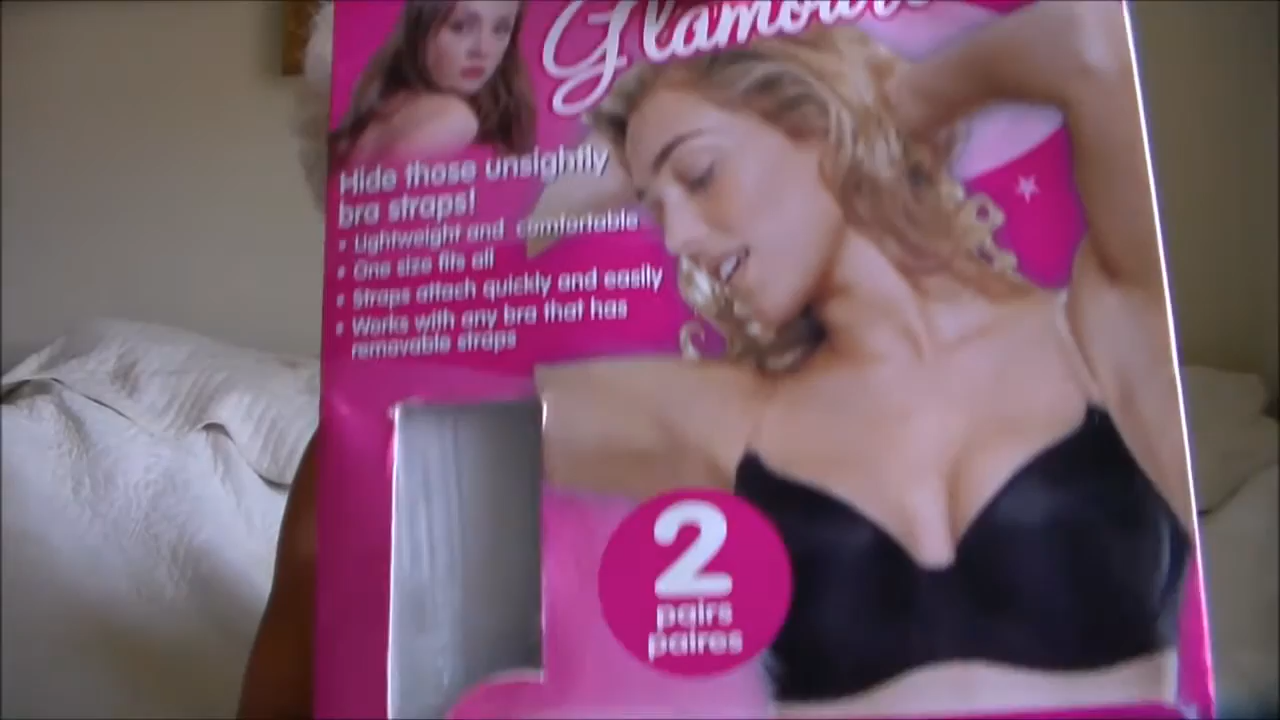 Hide those unsightly
bra straps!
• Lightweight and comfortable
• One size fits all
• Straps attach quickly and easily
• Works with any bra that has
removable straps
2
pairs
paires